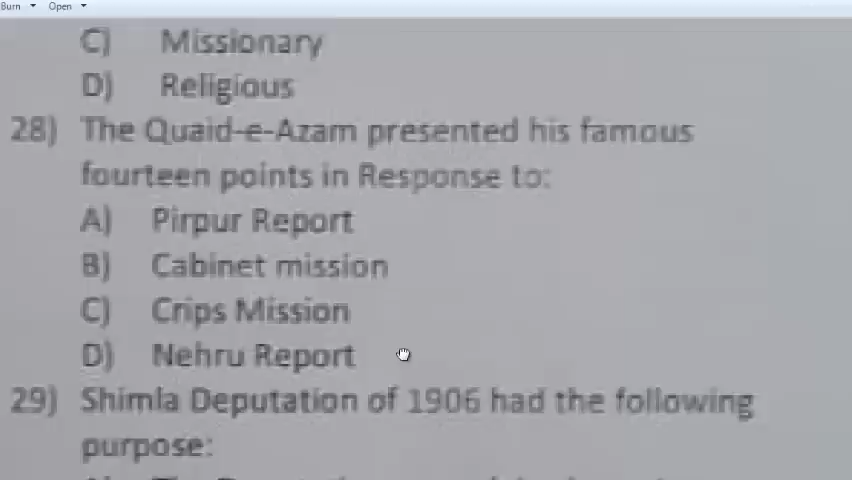 Burn Open
C) Missionary
D) Religious
28) The Quaid-e-Azam presented his famous
fourteen points in Response to:
A) Pirpur Report
B) Cabinet mission
C) Crips Mission
D) Nehru Report
29) Shimla Deputation of 1906 had the following
purpose: